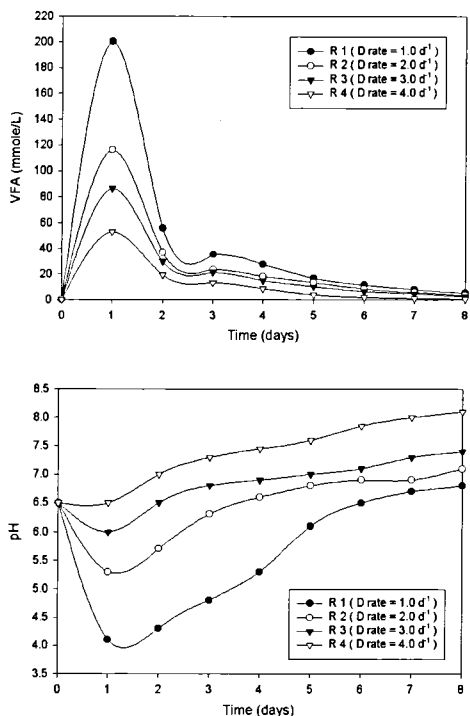 220
200
180
160
140
120
100
80
60
40
20
0
VFA (mmole/L)
R 1 ( D rate = 1.0 d⁻¹)
R 2 ( D rate = 2.0 d⁻¹)
R 3 ( D rate = 3.0 d⁻¹)
R 4 ( D rate = 4.0 d⁻¹)
0 1 2 3 4 5 6 7 8
Time (days)
8.5
8.0
7.5
7.0
6.5
6.0
5.5
5.0
4.5
4.0
3.5
pH
R 1 ( D rate = 1.0 d⁻¹)
R 2 ( D rate = 2.0 d⁻¹)
R 3 ( D rate = 3.0 d⁻¹)
R 4 ( D rate = 4.0 d⁻¹)
0 1 2 3 4 5 6 7 8
Time (days)